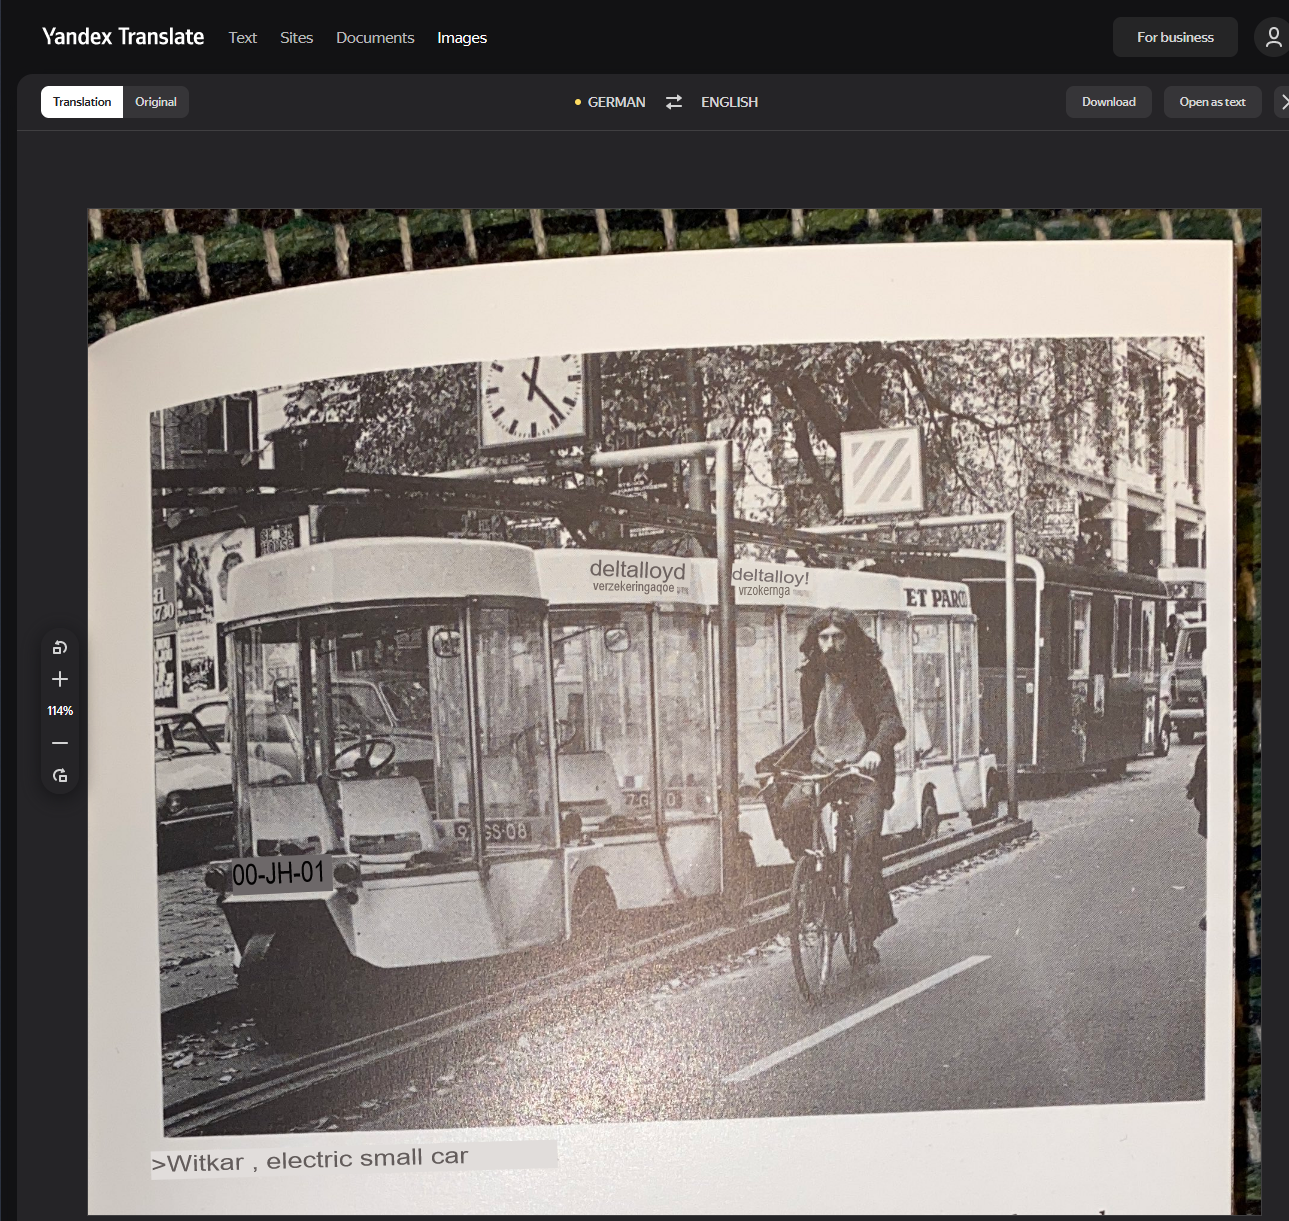 Yandex Translate
Text
Sites
Documents
Images
For business
Translation
Original
GERMAN
ENGLISH
Download
Open as text
114%
deltalloyd
verzekeringaqoe
deltalloy!
vrzokernga
ET PARO
00-JH-01
>Witkar , electric small car